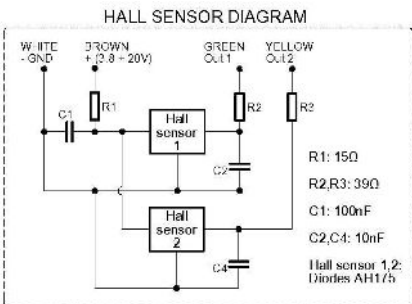 HALL SENSOR DIAGRAM
WHITE BROWN GREEN YELLOW
- GND + (3.8 ÷ 20V) Out 1 Out 2
R1 R2 R3
C1
Hall
sensor
1
C2
Hall
sensor
2
C4
R1: 15Ω
R2,R3: 39Ω
C1: 100nF
C2,C4: 10nF
Hall sensor 1,2:
Diodes AH175